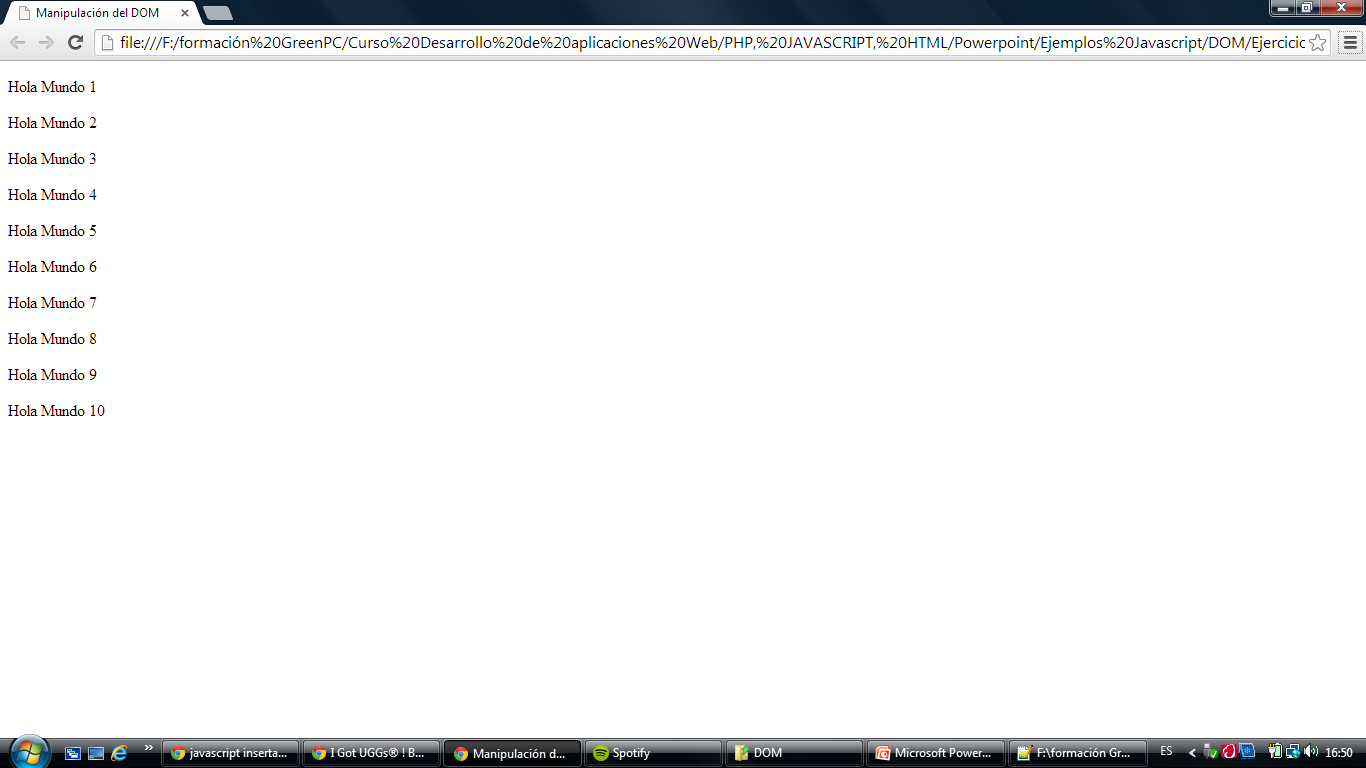 Manipulación del DOM
file:///F:/formación%20GreenPC/Curso%20Desarrollo%20de%20aplicaciones%20Web/PHP,%20JAVASCRIPT,%20HTML/Powerpoint/Ejemplos%20Javascript/DOM/Ejercicic
Hola Mundo 1
Hola Mundo 2
Hola Mundo 3
Hola Mundo 4
Hola Mundo 5
Hola Mundo 6
Hola Mundo 7
Hola Mundo 8
Hola Mundo 9
Hola Mundo 10
javascript inserta... I Got UGGs® ! B... Manipulación d... Spotify DOM Microsoft Power... F:\formación Gr... ES 16:50